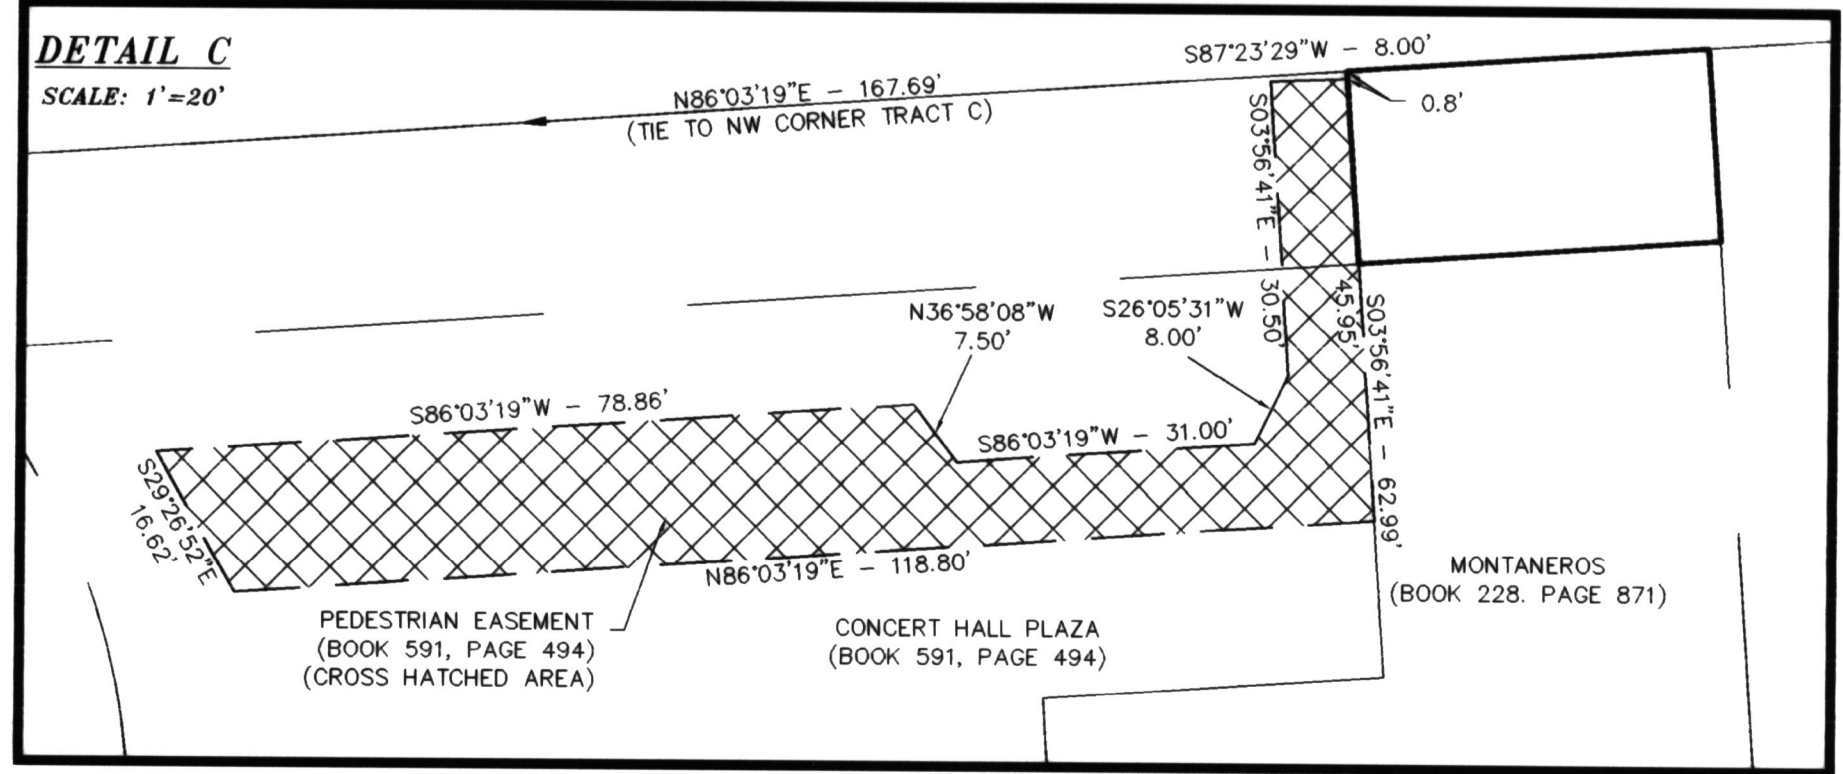 DETAIL C
SCALE: 1'=20'
S87°23'29"W – 8.00'
N86°03'19"E – 167.69'
(TIE TO NW CORNER TRACT C)
0.8'
S03°56'41"E – 30.50'
45.95'
S03°56'41"E – 62.99'
N36°58'08"W
7.50'
S26°05'31"W
8.00'
S86°03'19"W – 78.86'
S86°03'19"W – 31.00'
S29°26'52"E
16.62'
N86°03'19"E – 118.80'
PEDESTRIAN EASEMENT
(BOOK 591, PAGE 494)
(CROSS HATCHED AREA)
CONCERT HALL PLAZA
(BOOK 591, PAGE 494)
MONTANEROS
(BOOK 228. PAGE 871)